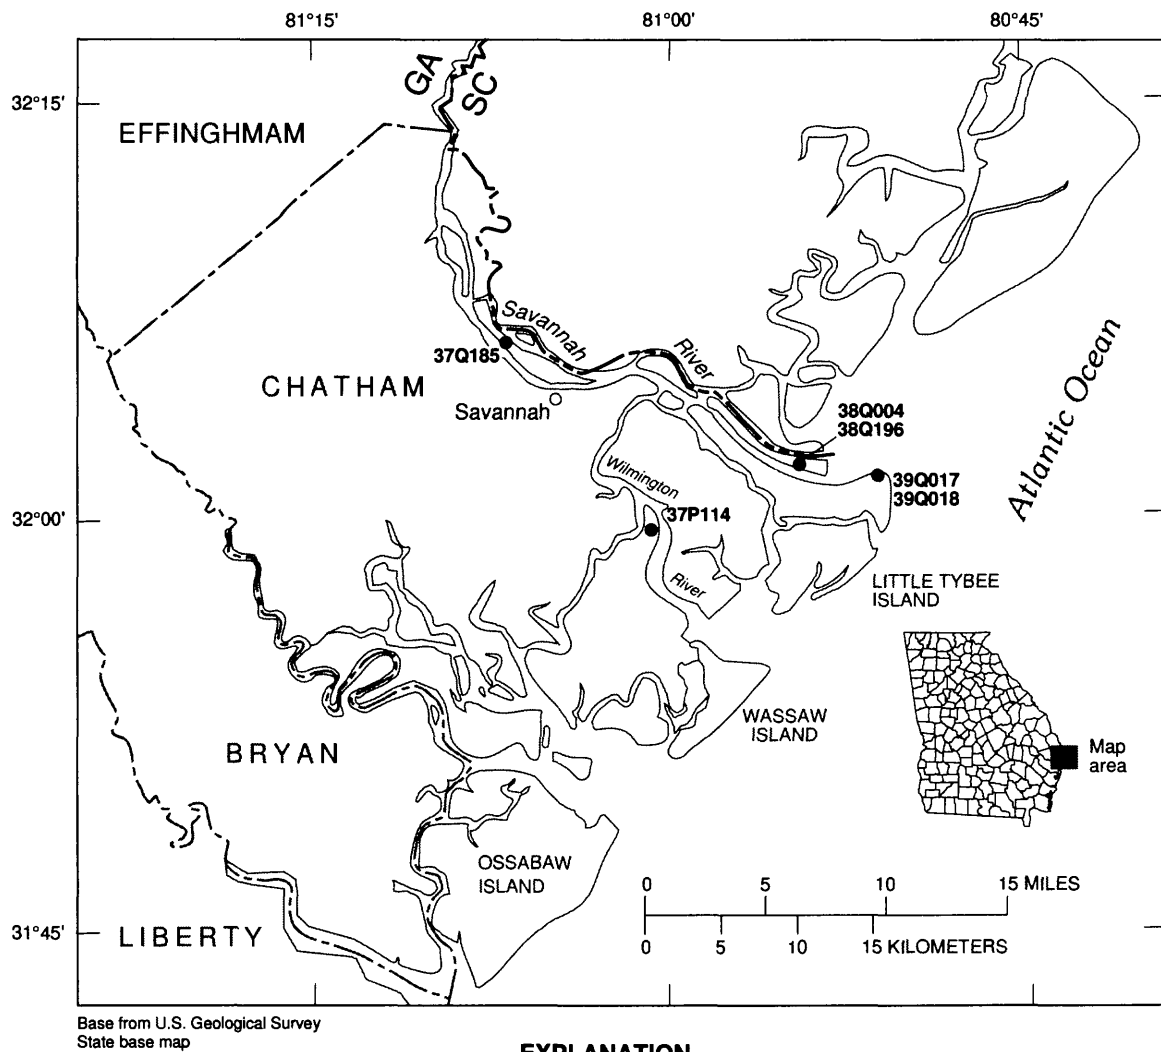 81°15'
81°00'
80°45'
32°15'
GA
SC
EFFINGHMAM
Savannah
River
37Q185
CHATHAM
Savannah
38Q004
38Q196
Atlantic Ocean
Wilmington
39Q017
39Q018
37P114
32°00'
River
LITTLE TYBEE
ISLAND
WASSAW
ISLAND
BRYAN
Map
area
OSSABAW
ISLAND
0 5 10 15 MILES
0 5 10 15 KILOMETERS
31°45'
LIBERTY
Base from U.S. Geological Survey
State base map
EXPLANATION